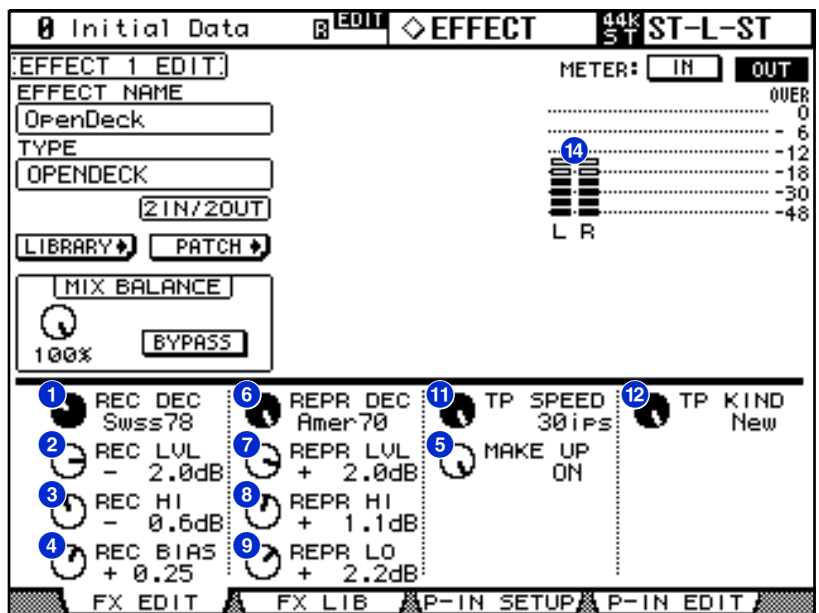 0 Initial Data R EDIT ◇EFFECT 44K ST ST-L-ST
EFFECT 1 EDIT
METER: IN OUT
EFFECT NAME
OpenDeck
TYPE
OPENDECK
2IN/2OUT
LIBRARY PATCH
OVER
0
- 6
-12
-18
-30
-48
14
L R
MIX BALANCE
100%
BYPASS
1 REC DEC
Swss78
6 REPR DEC
Amer70
11 TP SPEED
30ips
12 TP KIND
New
2 REC LVL
- 2.0dB
7 REPR LVL
+ 2.0dB
5 MAKE UP
ON
3 REC HI
- 0.6dB
8 REPR HI
+ 1.1dB
4 REC BIAS
+ 0.25
9 REPR LO
+ 2.2dB
FX EDIT FX LIB P-IN SETUP P-IN EDIT